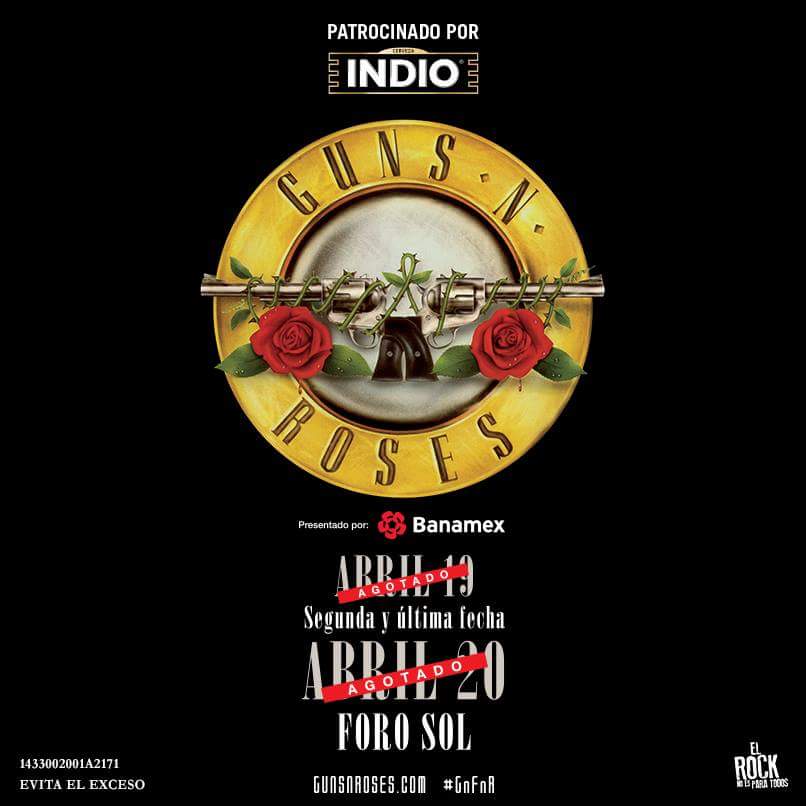 PATROCINADO POR
CERVEZA
INDIO®
GUNS · N ·
ROSES
Presentado por: Banamex
ABRIL 19
AGOTADO
Segunda y última fecha
ABRIL 20
AGOTADO
FORO SOL
1433002001A2171
EVITA EL EXCESO
GUNSNROSES.COM #GnFnR
EL
ROCK
NO ES PARA TODOS